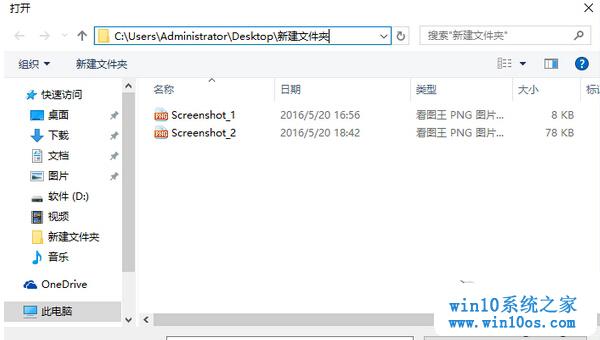 打开
C:\Users\Administrator\Desktop\新建文件夹
搜索"新建文件夹"
组织 新建文件夹
快速访问
桌面
下载
文档
图片
软件 (D:)
视频
新建文件夹
音乐
OneDrive
此电脑
名称 日期 类型 大小
PNG Screenshot_1 2016/5/20 16:56 看图王 PNG 图片... 8 KB
PNG Screenshot_2 2016/5/20 18:42 看图王 PNG 图片... 78 KB
win10系统之家
www.win10os.com